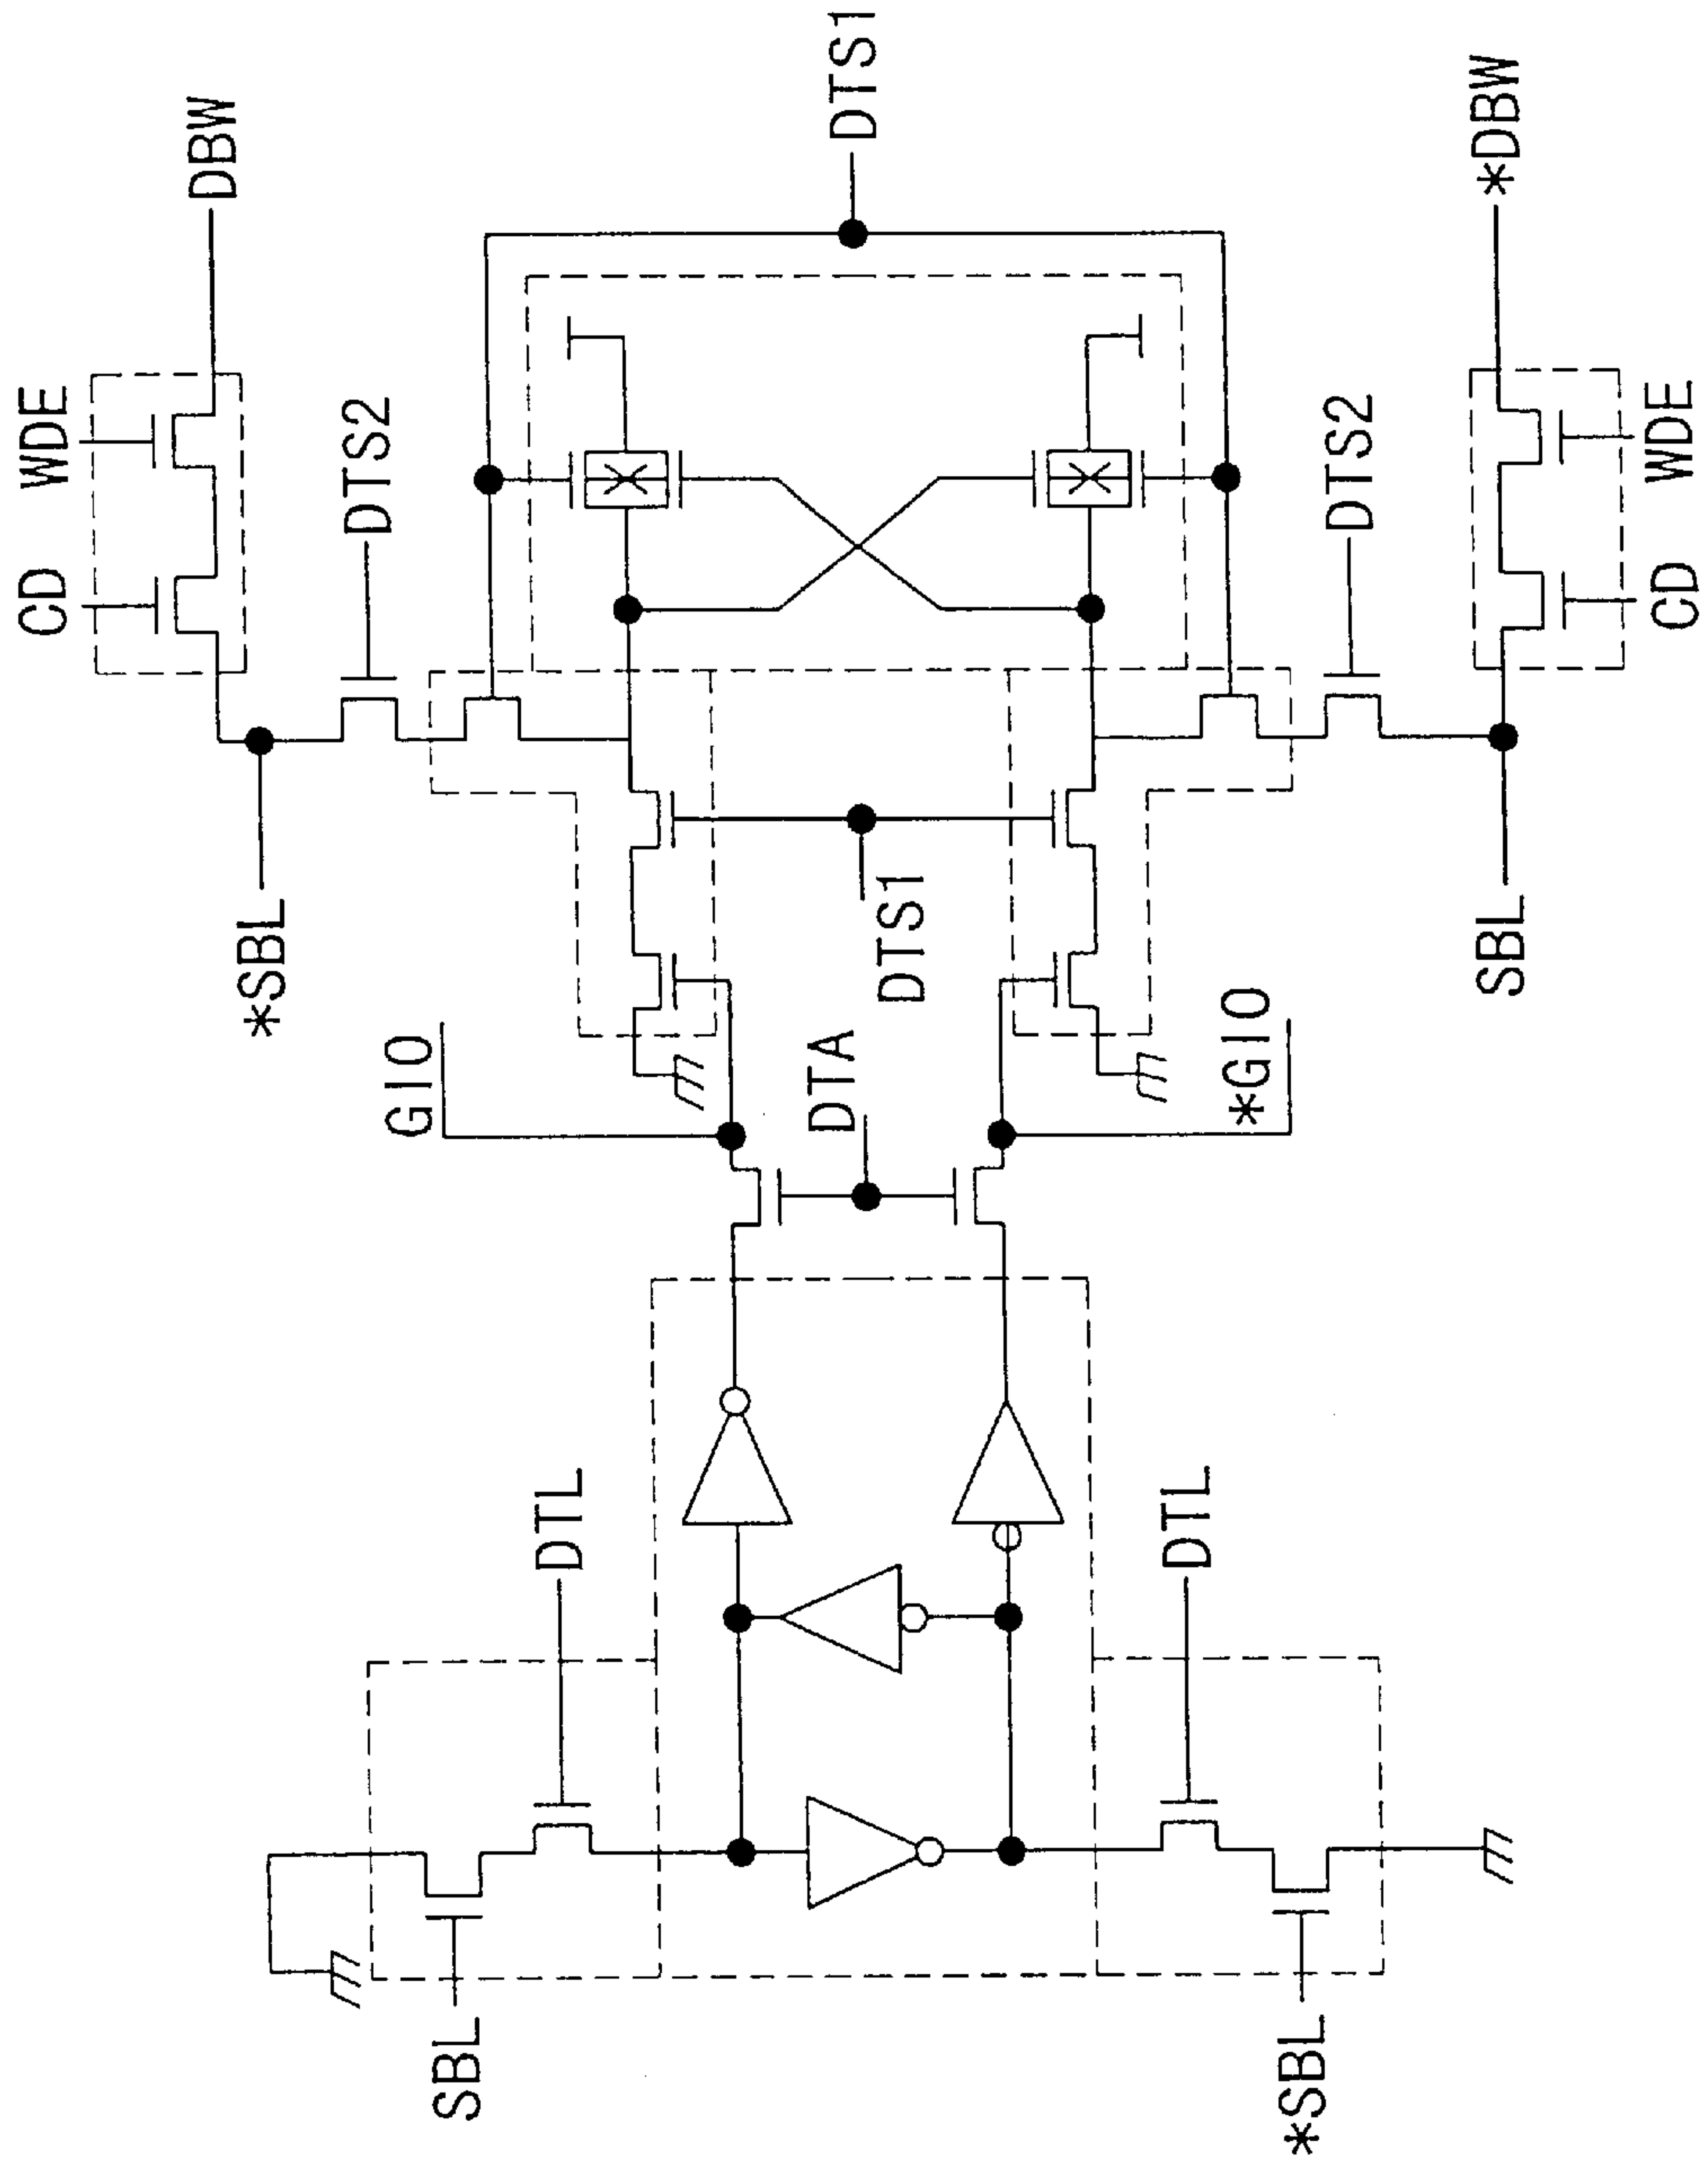 SBL
DTL
GIO
*SBL
DTS2
CD
WDE
DBW
DTA
DTS1
DTS1
*SBL
DTL
*GIO
SBL
DTS2
CD
WDE
*DBW